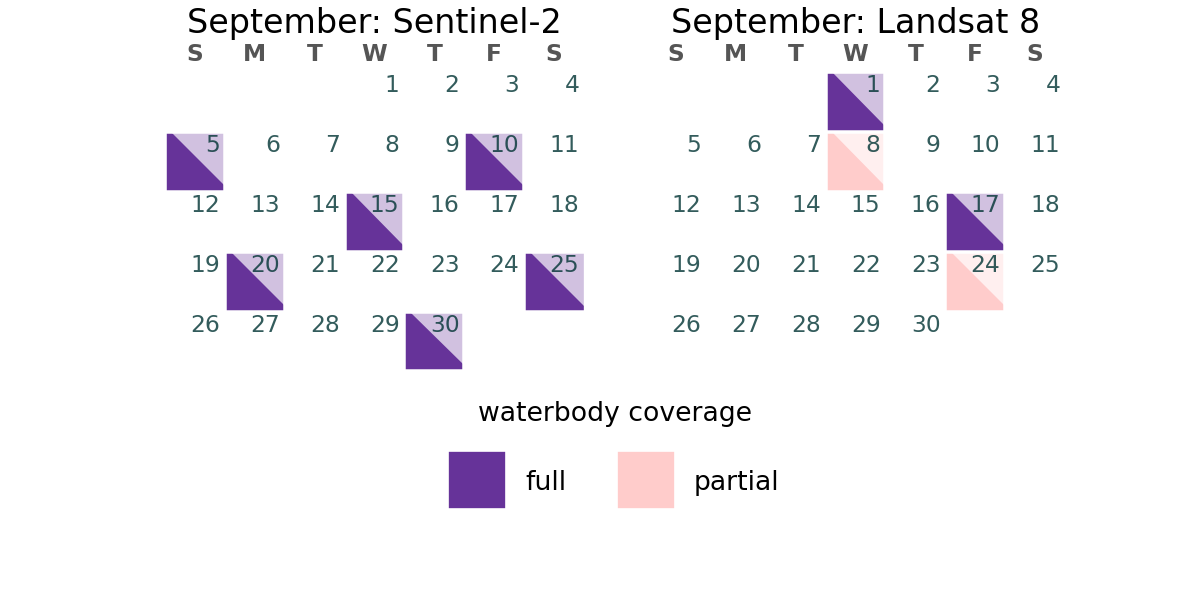 September: Sentinel-2
S M T W T F S
1 2 3 4
5 6 7 8 9 10 11
12 13 14 15 16 17 18
19 20 21 22 23 24 25
26 27 28 29 30
September: Landsat 8
S M T W T F S
1 2 3 4
5 6 7 8 9 10 11
12 13 14 15 16 17 18
19 20 21 22 23 24 25
26 27 28 29 30
waterbody coverage
full partial